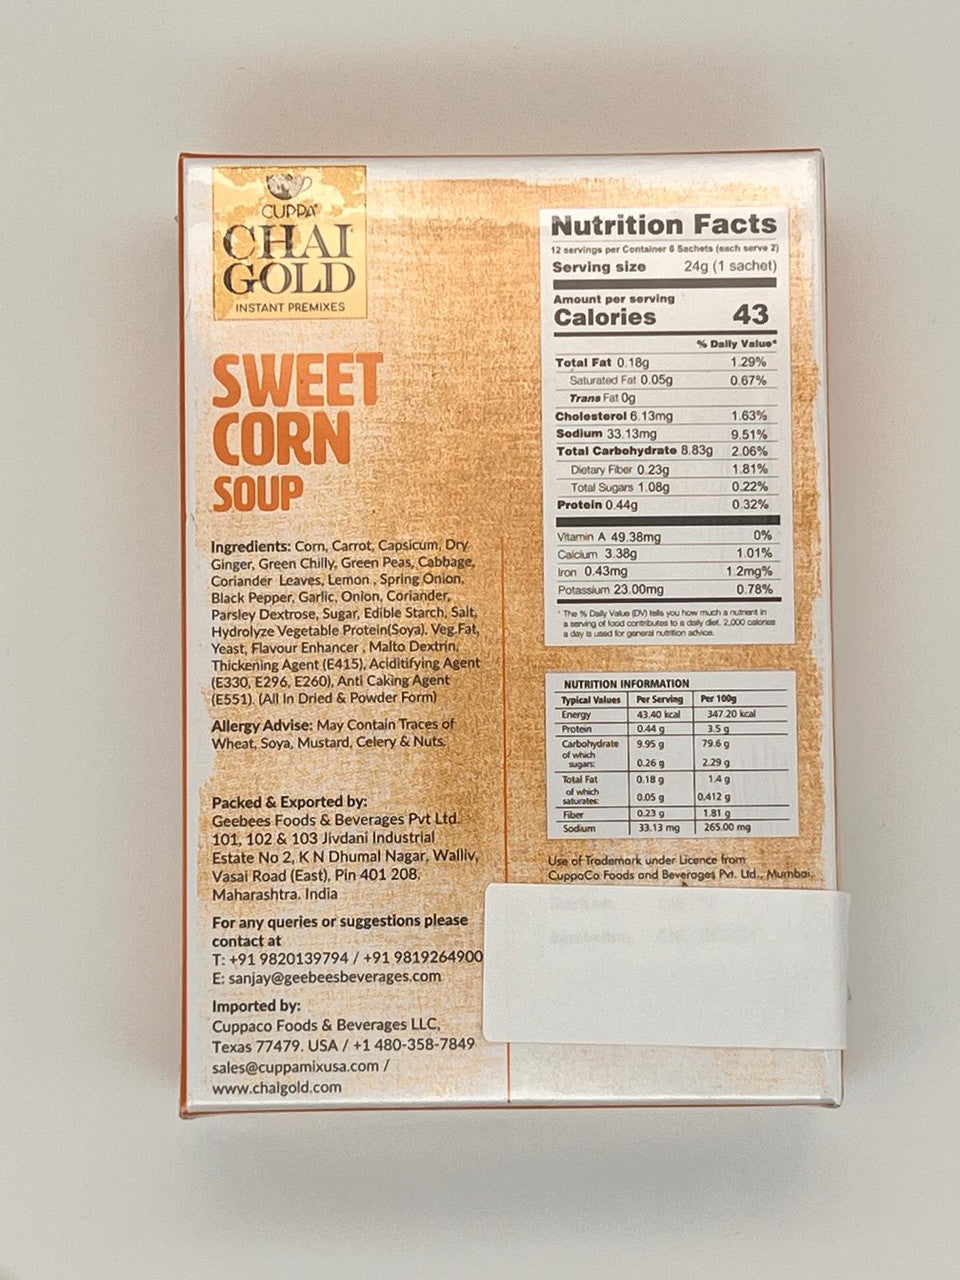 CUPPA
CHAI
GOLD
INSTANT PREMIXES
SWEET
CORN
SOUP
Ingredients: Corn, Carrot, Capsicum, Dry
Ginger, Green Chilly, Green Peas, Cabbage,
Coriander Leaves, Lemon , Spring Onion,
Black Pepper, Garlic, Onion, Coriander,
Parsley Dextrose, Sugar, Edible Starch, Salt,
Hydrolyze Vegetable Protein(Soya), Veg.Fat,
Yeast, Flavour Enhancer , Malto Dextrin,
Thickening Agent (E415), Aciditifying Agent
(E330, E296, E260), Anti Caking Agent
(E551). (All In Dried & Powder Form)
Allergy Advise: May Contain Traces of
Wheat, Soya, Mustard, Celery & Nuts.
Packed & Exported by:
Geebees Foods & Beverages Pvt Ltd.
101, 102 & 103 Jivdani Industrial
Estate No 2, K N Dhumal Nagar, Walliv,
Vasai Road (East), Pin 401 208.
Maharashtra. India
For any queries or suggestions please
contact at
T: +91 9820139794 / +91 9819264900
E: sanjay@geebeesbeverages.com
Imported by:
Cuppaco Foods & Beverages LLC,
Texas 77479. USA / +1 480-358-7849
sales@cuppamixusa.com /
www.chaigold.com
Nutrition Facts
12 servings per Container 6 Sachets (each serve 2)
Serving size 24g (1 sachet)
Amount per serving
Calories 43
% Daily Value*
Total Fat 0.18g 1.29%
Saturated Fat 0.05g 0.67%
Trans Fat 0g
Cholesterol 6.13mg 1.63%
Sodium 33.13mg 9.51%
Total Carbohydrate 8.83g 2.06%
Dietary Fiber 0.23g 1.81%
Total Sugars 1.08g 0.22%
Protein 0.44g 0.32%
Vitamin A 49.38mg 0%
Calcium 3.38g 1.01%
Iron 0.43mg 1.2mg%
Potassium 23.00mg 0.78%
* The % Daily Value (DV) tells you how much a nutrient in
a serving of food contributes to a daily diet. 2,000 calories
a day is used for general nutrition advice.
NUTRITION INFORMATION
Typical Values Per Serving Per 100g
Energy 43.40 kcal 347.20 kcal
Protein 0.44 g 3.5 g
Carbohydrate 9.95 g 79.6 g
of which
sugars: 0.26 g 2.29 g
Total Fat 0.18 g 1.4 g
of which
saturates: 0.05 g 0.412 g
Fiber 0.23 g 1.81 g
Sodium 33.13 mg 265.00 mg
Use of Trademark under Licence from
CuppaCo Foods and Beverages Pvt. Ltd., Mumbai.